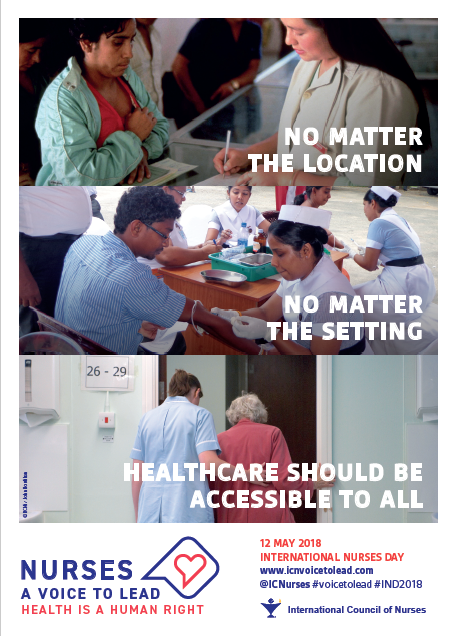 NO MATTER
THE LOCATION
NO MATTER
THE SETTING
26 - 29
HEALTHCARE SHOULD BE
ACCESSIBLE TO ALL
NURSES
A VOICE TO LEAD
HEALTH IS A HUMAN RIGHT
12 MAY 2018
INTERNATIONAL NURSES DAY
www.icnvoicetolead.com
@ICNurses #voicetolead #IND2018
International Council of Nurses